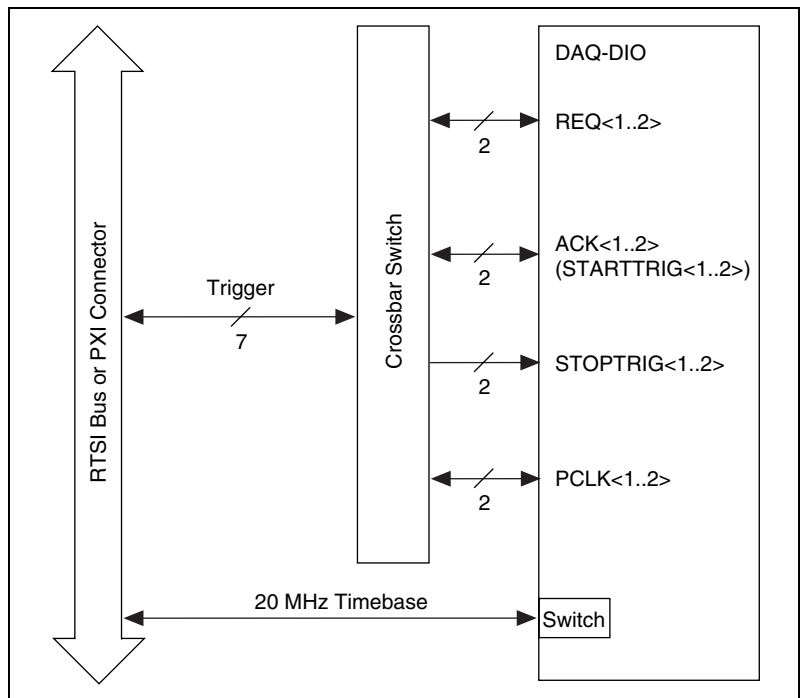 DAQ-DIO
REQ<1..2>
2
ACK<1..2>
(STARTTRIG<1..2>)
2
Trigger
7
STOPTRIG<1..2>
2
PCLK<1..2>
2
Crossbar Switch
RTSI Bus or PXI Connector
20 MHz Timebase
Switch